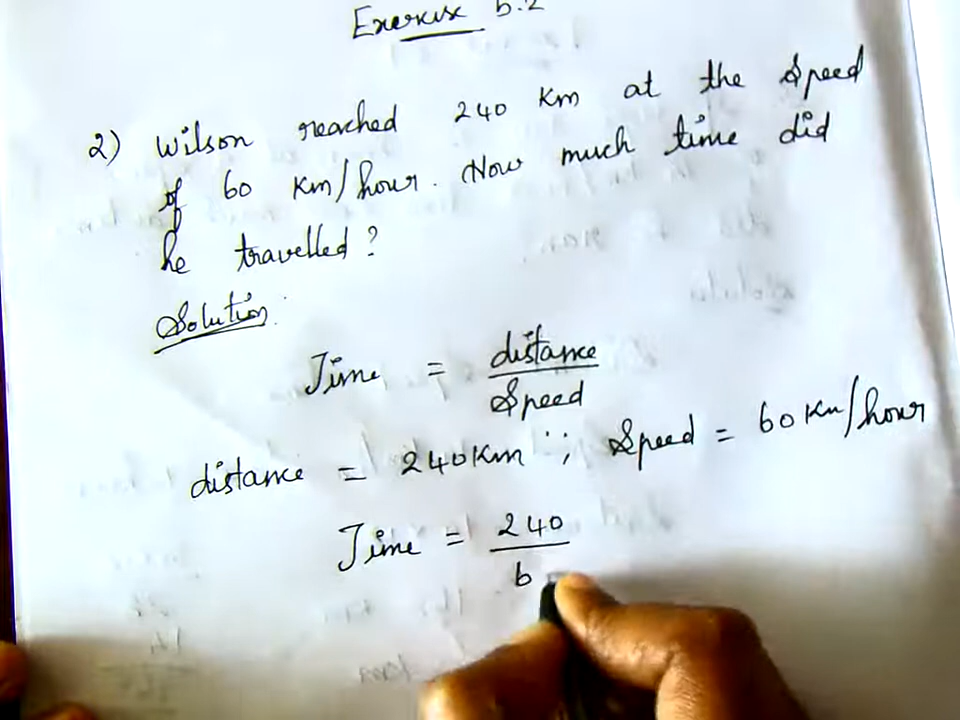 Exercise 5.2
2) Wilson reached 240 Km at the Speed
of 60 Km/hour. How much time did
he travelled?
Solution:
Time = distance / Speed
distance = 240Km ; Speed = 60 Km/hour
Time = 240 / 6